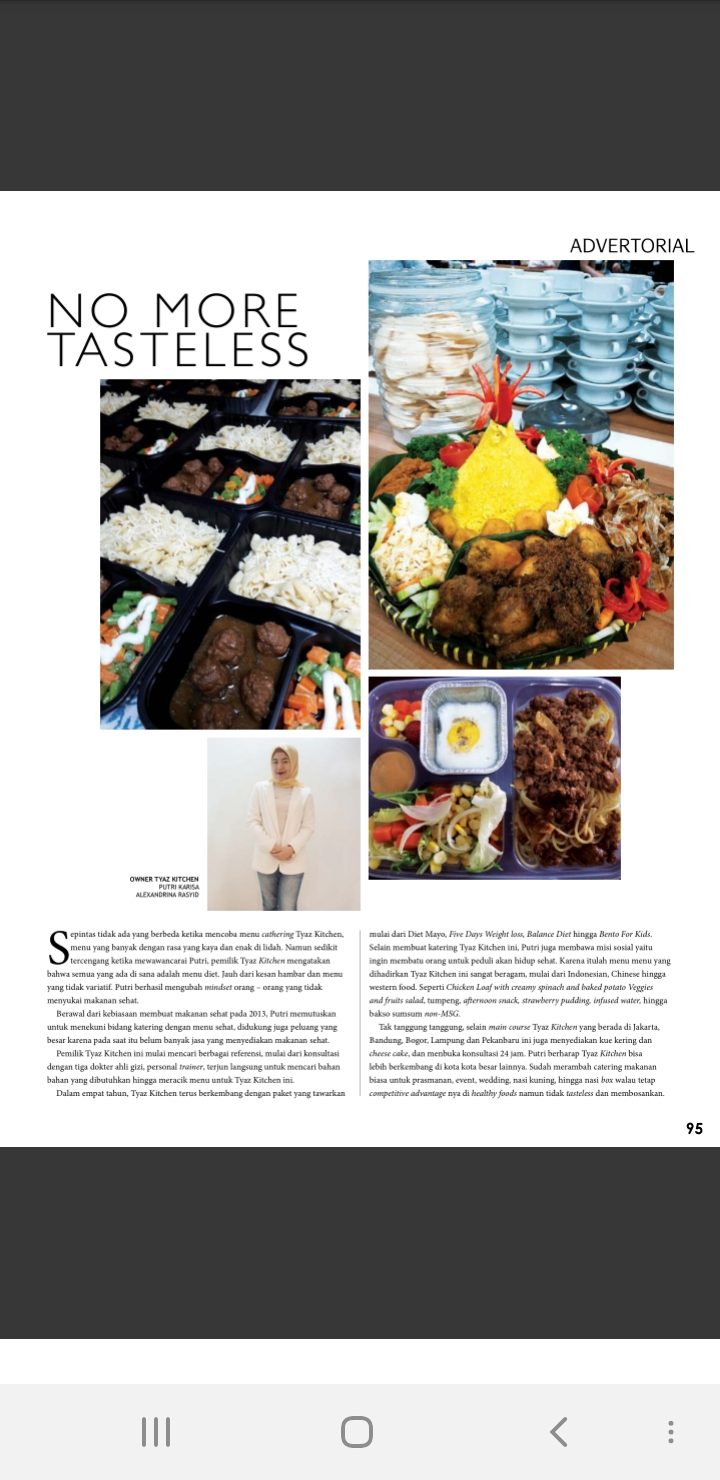 ADVERTORIAL
NO MORE
TASTELESS
OWNER TYAZ KITCHEN
PUTRI KARISA
ALEXANDRINA RASYID
Sepintas tidak ada yang berbeda ketika mencoba menu cathering Tyaz Kitchen,
menu yang banyak dengan rasa yang kaya dan enak di lidah. Namun sedikit
tercengang ketika mewawancarai Putri, pemilik Tyaz Kitchen mengatakan
bahwa semua yang ada di sana adalah menu diet. Jauh dari kesan hambar dan menu
yang tidak variatif. Putri berhasil mengubah mindset orang – orang yang tidak
menyukai makanan sehat.
Berawal dari kebiasaan membuat makanan sehat pada 2013, Putri memutuskan
untuk menekuni bidang katering dengan menu sehat, didukung juga peluang yang
besar karena pada saat itu belum banyak jasa yang menyediakan makanan sehat.
Pemilik Tyaz Kitchen ini mulai mencari berbagai referensi, mulai dari konsultasi
dengan tiga dokter ahli gizi, personal trainer, terjun langsung untuk mencari bahan
bahan yang dibutuhkan hingga meracik menu untuk Tyaz Kitchen ini.
Dalam empat tahun, Tyaz Kitchen terus berkembang dengan paket yang tawarkan
mulai dari Diet Mayo, Five Days Weight loss, Balance Diet hingga Bento For Kids.
Selain membuat katering Tyaz Kitchen ini, Putri juga membawa misi sosial yaitu
ingin membatu orang untuk peduli akan hidup sehat. Karena itulah menu menu yang
dihadirkan Tyaz Kitchen ini sangat beragam, mulai dari Indonesian, Chinese hingga
western food. Seperti Chicken Loaf with creamy spinach and baked potato Veggies
and fruits salad, tumpeng, afternoon snack, strawberry pudding, infused water, hingga
bakso sumsum non-MSG.
Tak tanggung tanggung, selain main course Tyaz Kitchen yang berada di Jakarta,
Bandung, Bogor, Lampung dan Pekanbaru ini juga menyediakan kue kering dan
cheese cake, dan menbuka konsultasi 24 jam. Putri berharap Tyaz Kitchen bisa
lebih berkembang di kota kota besar lainnya. Sudah merambah catering makanan
biasa untuk prasmanan, event, wedding, nasi kuning, hingga nasi box walau tetap
competitive advantage nya di healthy foods namun tidak tasteless dan membosankan.
95